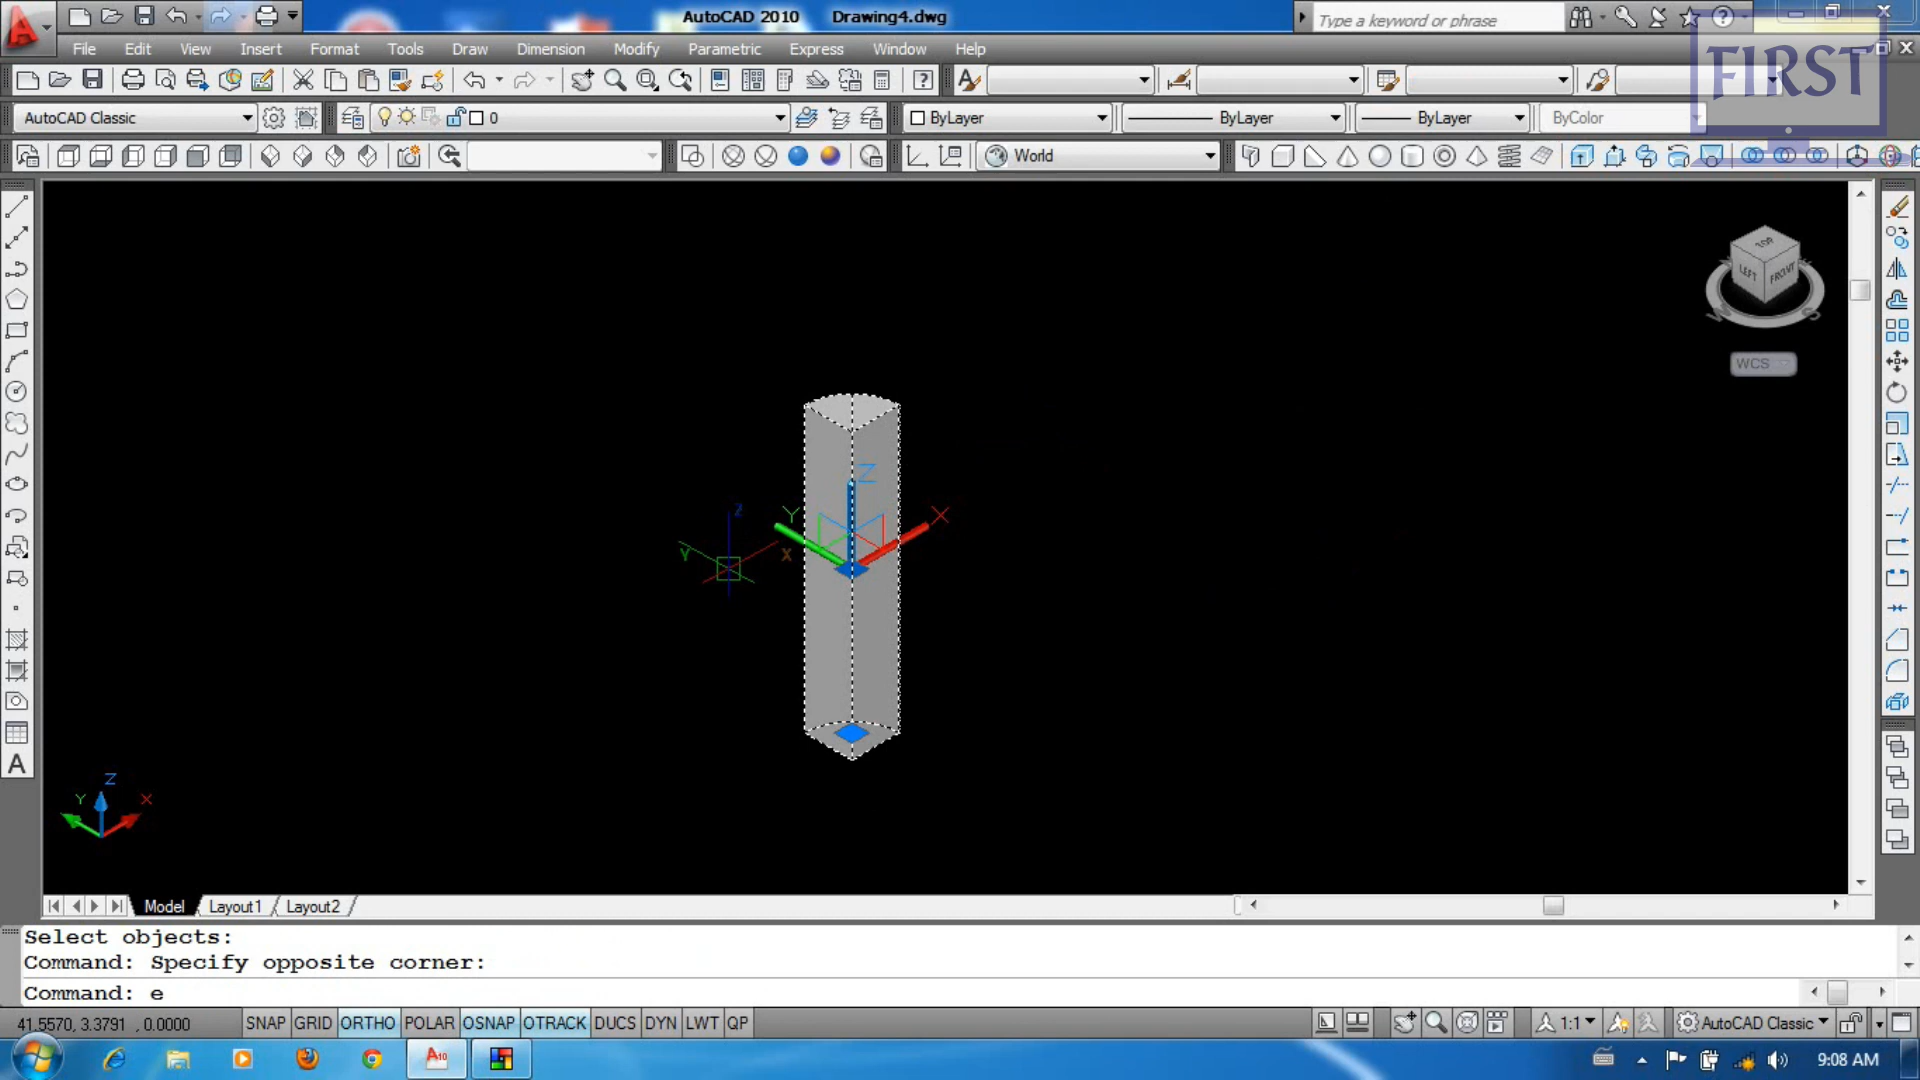 AutoCAD 2010 Drawing4.dwg
Type a keyword or phrase
File Edit View Insert Format Tools Draw Dimension Modify Parametric Express Window Help
FIRST
AutoCAD Classic
0
ByLayer
ByLayer
ByLayer
ByColor
World
TOP
LEFT FRONT
W S
WCS
Z
Y X
Z
Y X
Z
Y X
Model Layout1 Layout2
Select objects:
Command: Specify opposite corner:
Command: e
41.5570, 3.3791 , 0.0000 SNAP GRID ORTHO POLAR OSNAP OTRACK DUCS DYN LWT QP 1:1 AutoCAD Classic
9:08 AM